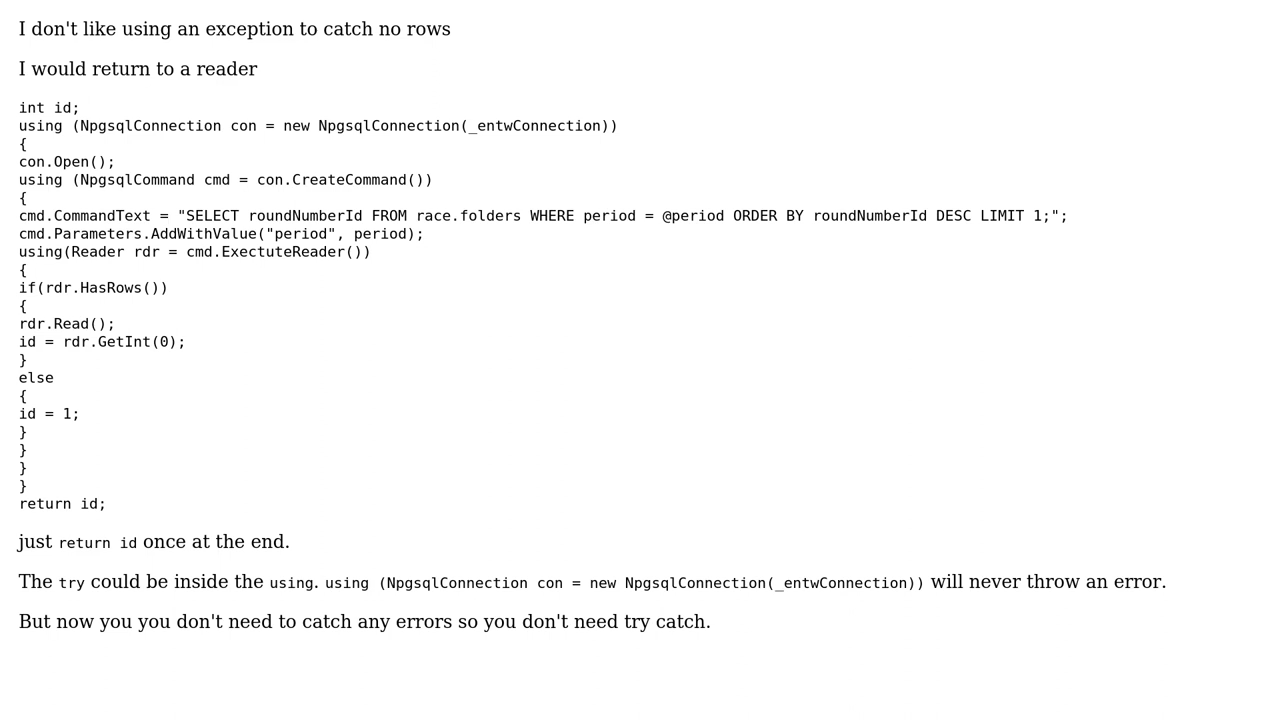 I don't like using an exception to catch no rows
I would return to a reader
int id;
using (NpgsqlConnection con = new NpgsqlConnection(_entwConnection))
{
con.Open();
using (NpgsqlCommand cmd = con.CreateCommand())
{
cmd.CommandText = "SELECT roundNumberId FROM race.folders WHERE period = @period ORDER BY roundNumberId DESC LIMIT 1;";
cmd.Parameters.AddWithValue("period", period);
using(Reader rdr = cmd.ExectuteReader())
{
if(rdr.HasRows())
{
rdr.Read();
id = rdr.GetInt(0);
}
else
{
id = 1;
}
}
}
}
return id;
just return id once at the end.
The try could be inside the using. using (NpgsqlConnection con = new NpgsqlConnection(_entwConnection)) will never throw an error.
But now you you don't need to catch any errors so you don't need try catch.